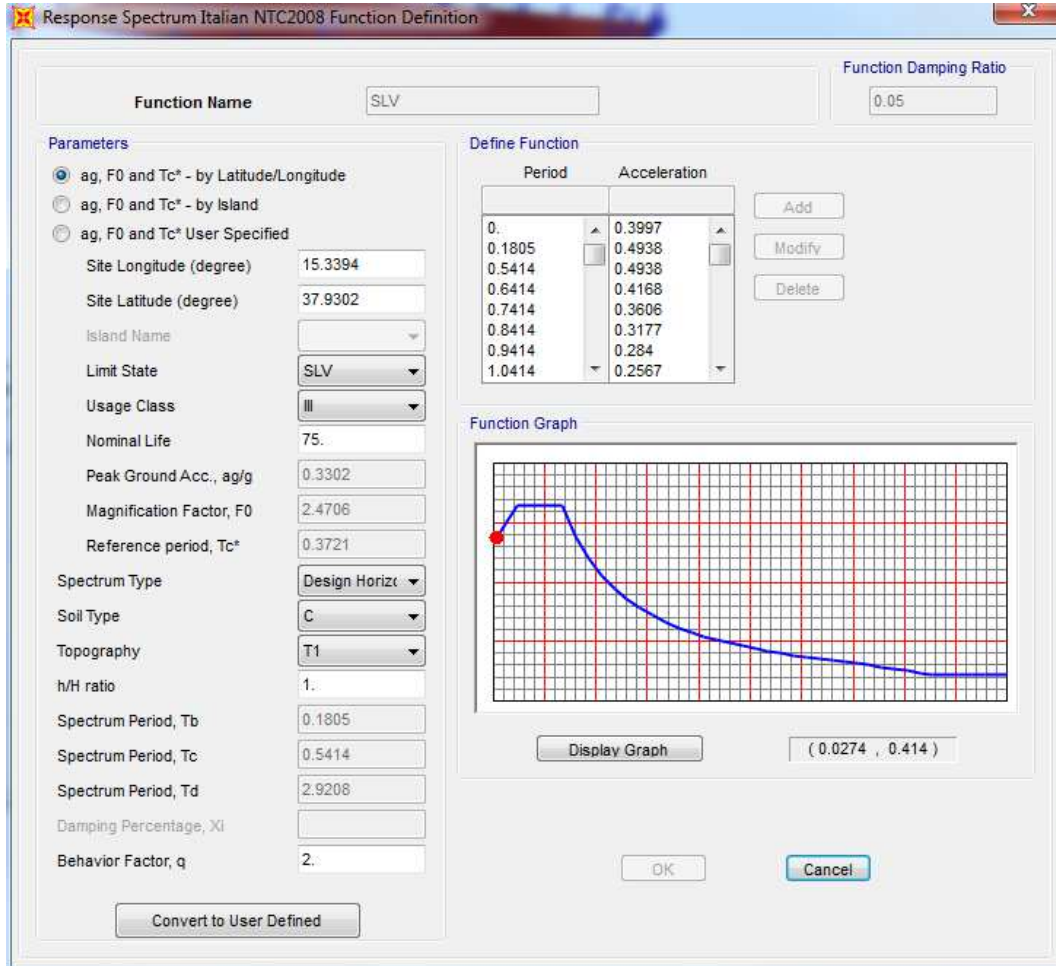 Response Spectrum Italian NTC2008 Function Definition
Function Name
SLV
Function Damping Ratio
0.05
Parameters
ag, F0 and Tc* - by Latitude/Longitude
ag, F0 and Tc* - by Island
ag, F0 and Tc* User Specified
Site Longitude (degree) 15.3394
Site Latitude (degree) 37.9302
Island Name
Limit State SLV
Usage Class III
Nominal Life 75.
Peak Ground Acc., ag/g 0.3302
Magnification Factor, F0 2.4706
Reference period, Tc* 0.3721
Spectrum Type Design Horizo
Soil Type C
Topography T1
h/H ratio 1.
Spectrum Period, Tb 0.1805
Spectrum Period, Tc 0.5414
Spectrum Period, Td 2.9208
Damping Percentage, Xi
Behavior Factor, q 2.
Convert to User Defined
Define Function
Period Acceleration
0. 0.3997
0.1805 0.4938
0.5414 0.4938
0.6414 0.4168
0.7414 0.3606
0.8414 0.3177
0.9414 0.284
1.0414 0.2567
Add
Modify
Delete
Function Graph
Display Graph
( 0.0274 , 0.414 )
OK
Cancel